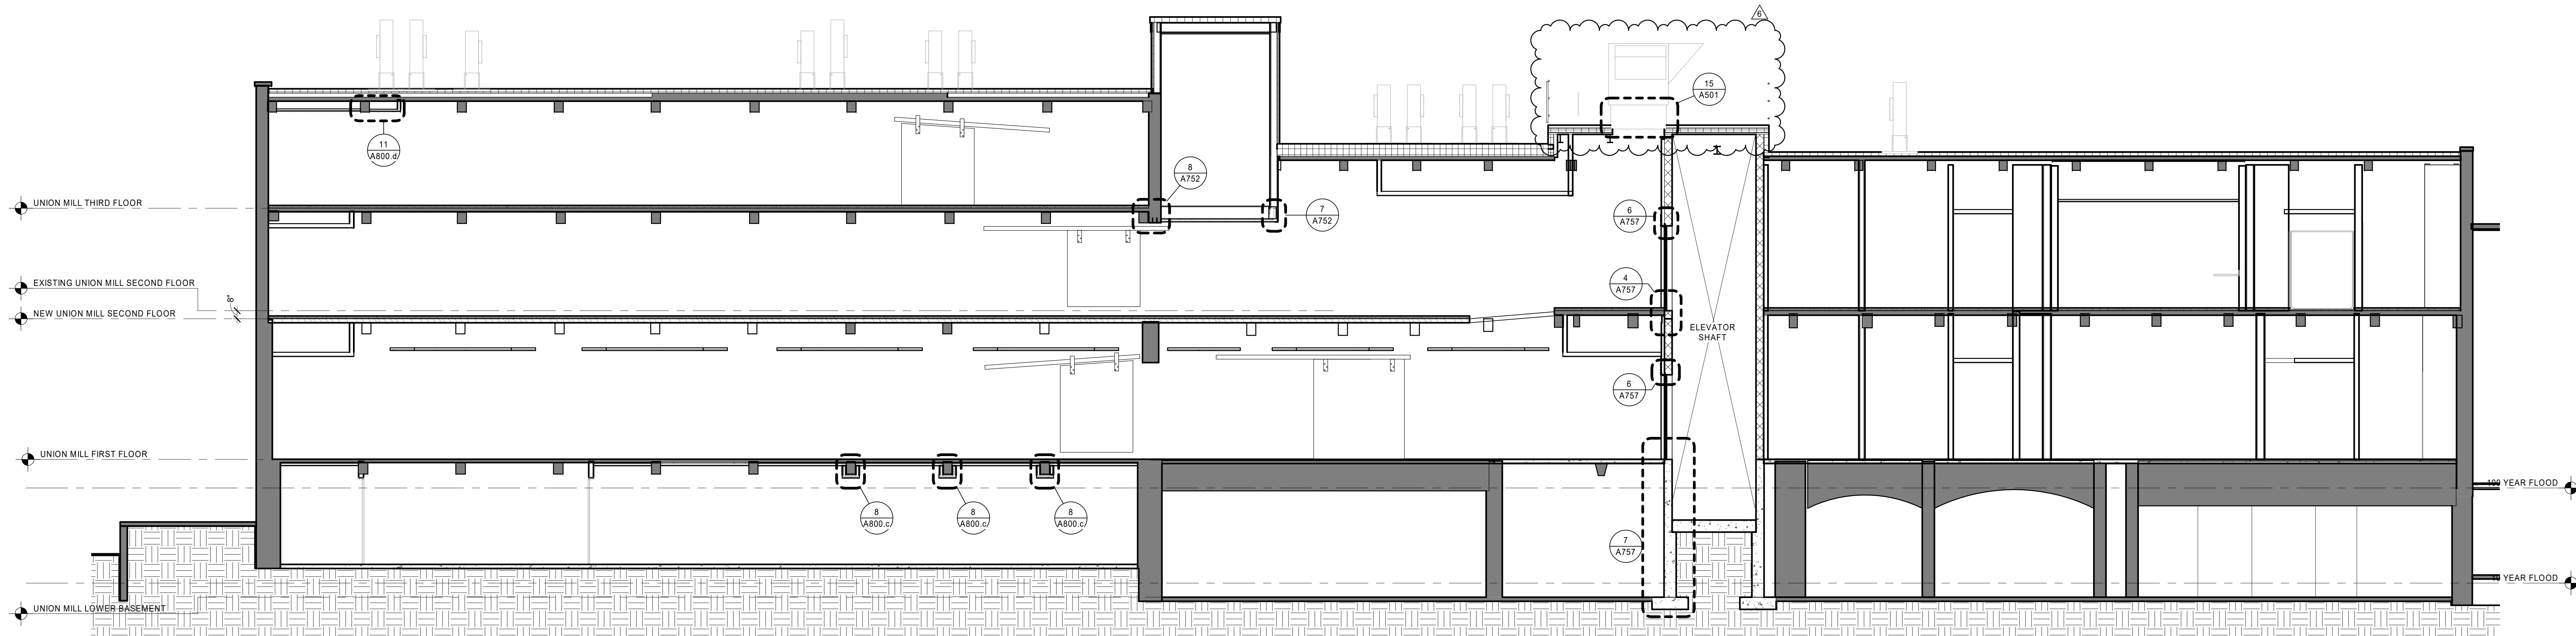 6
15
A501
11
A800.d
8
A752
UNION MILL THIRD FLOOR
7
A752
6
A757
EXISTING UNION MILL SECOND FLOOR
4
A757
8"
NEW UNION MILL SECOND FLOOR
ELEVATOR
SHAFT
6
A757
UNION MILL FIRST FLOOR
100 YEAR FLOOD
8
A800.c
8
A800.c
8
A800.c
7
A757
YEAR FLOOD
UNION MILL LOWER BASEMENT